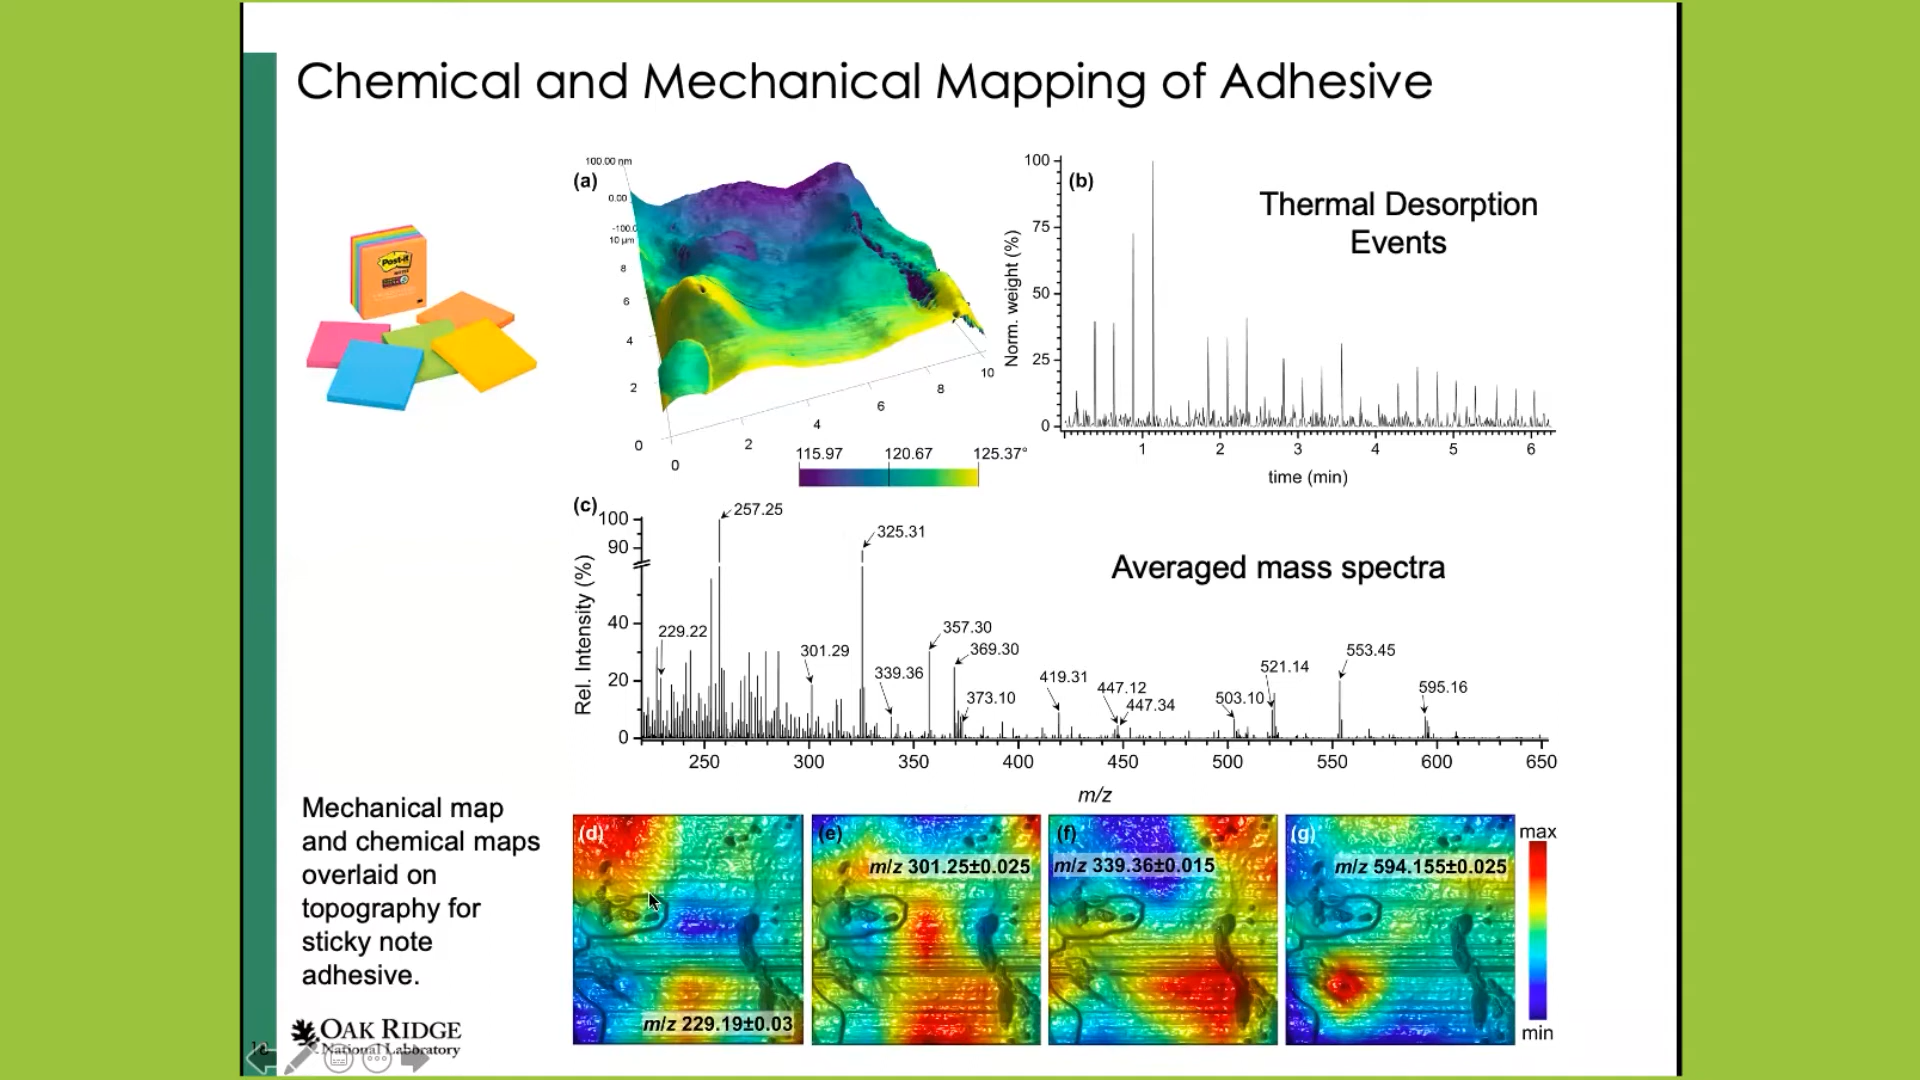 Chemical and Mechanical Mapping of Adhesive
Post-it
100.00 nm
0.00
-100.0
10 µm
8
6
4
2
0
0
2
4
6
8
10
(a)
115.97 120.67 125.37°
(b)
Thermal Desorption
Events
Norm. weight (%)
100
75
50
25
0
1 2 3 4 5 6
time (min)
(c)
Averaged mass spectra
Rel. Intensity (%)
100
90
40
20
0
257.25
325.31
229.22
301.29
339.36
357.30
369.30
373.10
419.31
447.12
447.34
503.10
521.14
553.45
595.16
250 300 350 400 450 500 550 600 650
m/z
Mechanical map
and chemical maps
overlaid on
topography for
sticky note
adhesive.
(d)
m/z 229.19±0.03
(e)
m/z 301.25±0.025
(f)
m/z 339.36±0.015
(g)
m/z 594.155±0.025
max
min
OAK RIDGE
National Laboratory